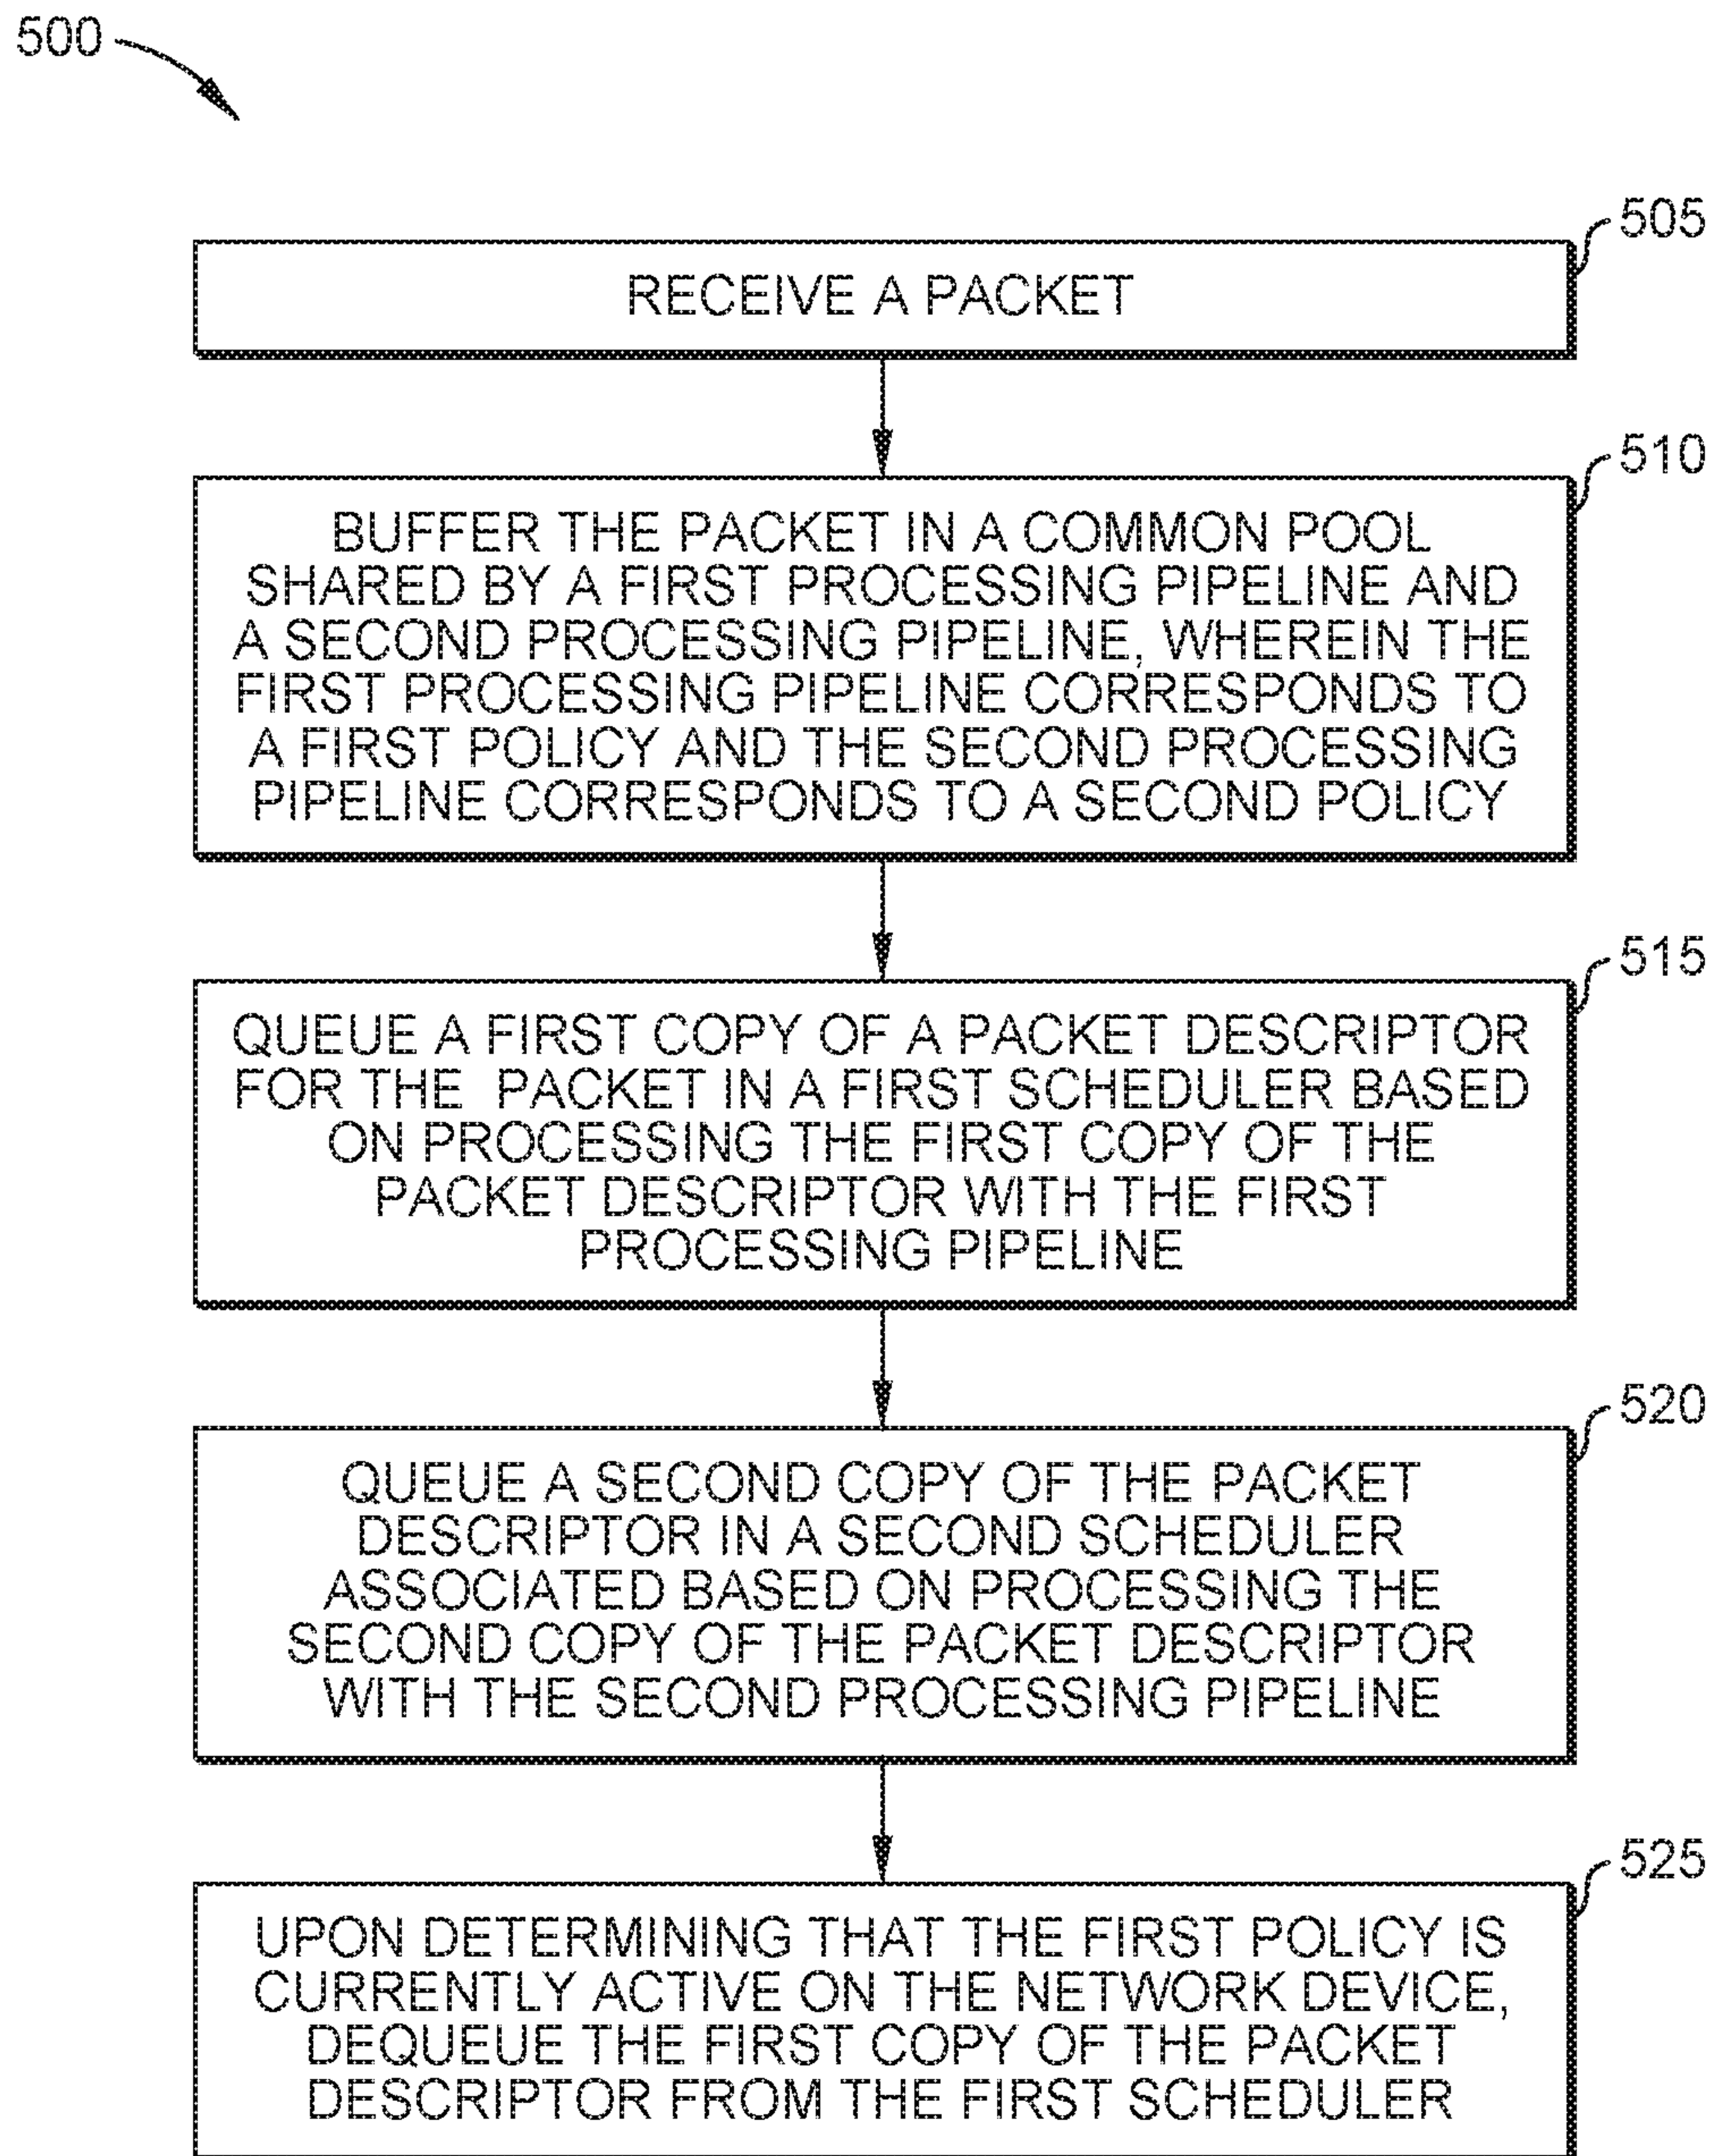 500
505
RECEIVE A PACKET
510
BUFFER THE PACKET IN A COMMON POOL
SHARED BY A FIRST PROCESSING PIPELINE AND
A SECOND PROCESSING PIPELINE, WHEREIN THE
FIRST PROCESSING PIPELINE CORRESPONDS TO
A FIRST POLICY AND THE SECOND PROCESSING
PIPELINE CORRESPONDS TO A SECOND POLICY
515
QUEUE A FIRST COPY OF A PACKET DESCRIPTOR
FOR THE PACKET IN A FIRST SCHEDULER BASED
ON PROCESSING THE FIRST COPY OF THE
PACKET DESCRIPTOR WITH THE FIRST
PROCESSING PIPELINE
520
QUEUE A SECOND COPY OF THE PACKET
DESCRIPTOR IN A SECOND SCHEDULER
ASSOCIATED BASED ON PROCESSING THE
SECOND COPY OF THE PACKET DESCRIPTOR
WITH THE SECOND PROCESSING PIPELINE
525
UPON DETERMINING THAT THE FIRST POLICY IS
CURRENTLY ACTIVE ON THE NETWORK DEVICE,
DEQUEUE THE FIRST COPY OF THE PACKET
DESCRIPTOR FROM THE FIRST SCHEDULER